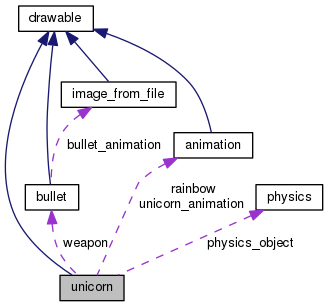 drawable
image_from_file
bullet_animation
animation
rainbow
unicorn_animation
bullet
physics
weapon
physics_object
unicorn